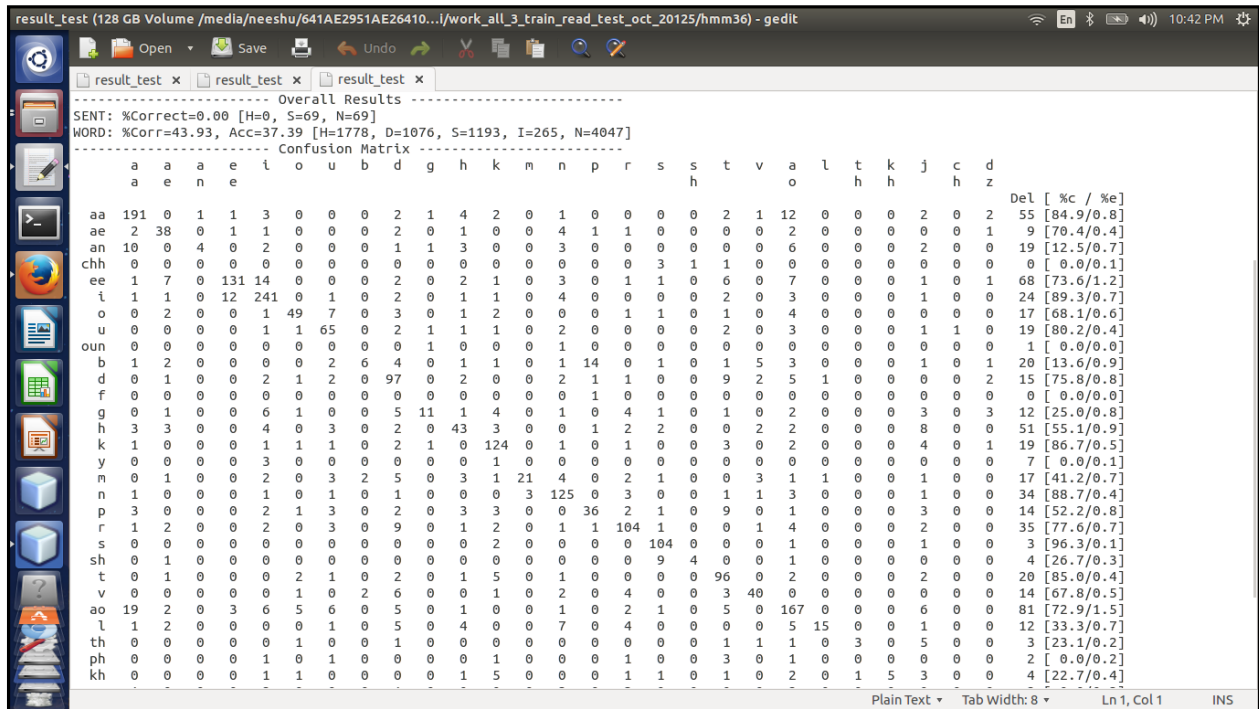 result_test (128 GB Volume /media/neeshu/641AE2951AE26410...i/work_all_3_train_read_test_oct_20125/hmm36) - gedit En 10:42 PM
Open Save Undo
result_test × result_test × result_test ×
------------------------ Overall Results --------------------------
SENT: %Correct=0.00 [H=0, S=69, N=69]
WORD: %Corr=43.93, Acc=37.39 [H=1778, D=1076, S=1193, I=265, N=4047]
------------------------ Confusion Matrix -------------------------
a a a e i o u b d g h k m n p r s s t v a l t k j c d
a e n e h o h h h z
Del [ %c / %e]
aa 191 0 1 1 3 0 0 0 2 1 4 2 0 1 0 0 0 0 2 1 12 0 0 0 2 0 2 55 [84.9/0.8]
ae 2 38 0 1 1 0 0 0 2 0 1 0 0 4 1 1 0 0 0 0 2 0 0 0 0 0 1 9 [70.4/0.4]
an 10 0 4 0 2 0 0 0 1 1 3 0 0 3 0 0 0 0 0 0 6 0 0 0 2 0 0 19 [12.5/0.7]
chh 0 0 0 0 0 0 0 0 0 0 0 0 0 0 0 0 3 1 1 0 0 0 0 0 0 0 0 0 [ 0.0/0.1]
ee 1 7 0 131 14 0 0 0 2 0 2 1 0 3 0 1 1 0 6 0 7 0 0 0 1 0 1 68 [73.6/1.2]
i 1 1 0 12 241 0 1 0 2 0 1 1 0 4 0 0 0 0 2 0 3 0 0 0 1 0 0 24 [89.3/0.7]
o 0 2 0 0 1 49 7 0 3 0 1 2 0 0 0 1 1 0 1 0 4 0 0 0 0 0 0 17 [68.1/0.6]
u 0 0 0 0 1 1 65 0 2 1 1 1 0 2 0 0 0 0 2 0 3 0 0 0 1 1 0 19 [80.2/0.4]
oun 0 0 0 0 0 0 0 0 0 1 0 0 0 1 0 0 0 0 0 0 0 0 0 0 0 0 0 1 [ 0.0/0.0]
b 1 2 0 0 0 0 2 6 4 0 1 1 0 1 14 0 1 0 1 5 3 0 0 0 1 0 1 20 [13.6/0.9]
d 0 1 0 0 2 1 2 0 97 0 2 0 0 2 1 1 0 0 9 2 5 1 0 0 0 0 2 15 [75.8/0.8]
f 0 0 0 0 0 0 0 0 0 0 0 0 0 0 1 0 0 0 0 0 0 0 0 0 0 0 0 0 [ 0.0/0.0]
g 0 1 0 0 6 1 0 0 5 11 1 4 0 1 0 4 1 0 1 0 2 0 0 0 3 0 3 12 [25.0/0.8]
h 3 3 0 0 4 0 3 0 2 0 43 3 0 0 1 2 2 0 0 2 2 0 0 0 8 0 0 51 [55.1/0.9]
k 1 0 0 0 1 1 1 0 2 1 0 124 0 1 0 1 0 0 3 0 2 0 0 0 4 0 1 19 [86.7/0.5]
y 0 0 0 0 3 0 0 0 0 0 0 1 0 0 0 0 0 0 0 0 0 0 0 0 0 0 0 7 [ 0.0/0.1]
m 0 1 0 0 2 0 3 2 5 0 3 1 21 4 0 2 1 0 0 3 1 1 0 0 1 0 0 17 [41.2/0.7]
n 1 0 0 0 1 0 1 0 1 0 0 0 3 125 0 3 0 0 1 1 3 0 0 0 1 0 0 34 [88.7/0.4]
p 3 0 0 0 2 1 3 0 2 0 3 3 0 0 36 2 1 0 9 0 1 0 0 0 3 0 0 14 [52.2/0.8]
r 1 2 0 0 2 0 3 0 9 0 1 2 0 1 1 104 1 0 0 1 4 0 0 0 2 0 0 35 [77.6/0.7]
s 0 0 0 0 0 0 0 0 0 0 0 2 0 0 0 0 104 0 0 0 1 0 0 0 1 0 0 3 [96.3/0.1]
sh 0 1 0 0 0 0 0 0 0 0 0 0 0 0 0 0 9 4 0 0 1 0 0 0 0 0 0 4 [26.7/0.3]
t 0 1 0 0 0 2 1 0 2 0 1 5 0 1 0 0 0 0 96 0 2 0 0 0 2 0 0 20 [85.0/0.4]
v 0 0 0 0 0 1 0 2 6 0 0 1 0 2 0 4 0 0 3 40 0 0 0 0 0 0 0 14 [67.8/0.5]
ao 19 2 0 3 6 5 6 0 5 0 1 0 0 1 0 2 1 0 5 0 167 0 0 0 6 0 0 81 [72.9/1.5]
l 1 2 0 0 0 0 1 0 5 0 4 0 0 7 0 4 0 0 0 0 5 15 0 0 1 0 0 12 [33.3/0.7]
th 0 0 0 0 0 1 0 0 1 0 0 0 0 0 0 0 0 0 1 1 1 0 3 0 5 0 0 3 [23.1/0.2]
ph 0 0 0 0 1 0 1 0 0 0 0 1 0 0 0 1 0 0 3 0 1 0 0 0 0 0 0 2 [ 0.0/0.2]
kh 0 0 0 0 1 1 0 0 0 0 1 5 0 0 0 1 1 0 1 0 2 0 1 5 3 0 0 4 [22.7/0.4]
Plain Text Tab Width: 8 Ln 1, Col 1 INS